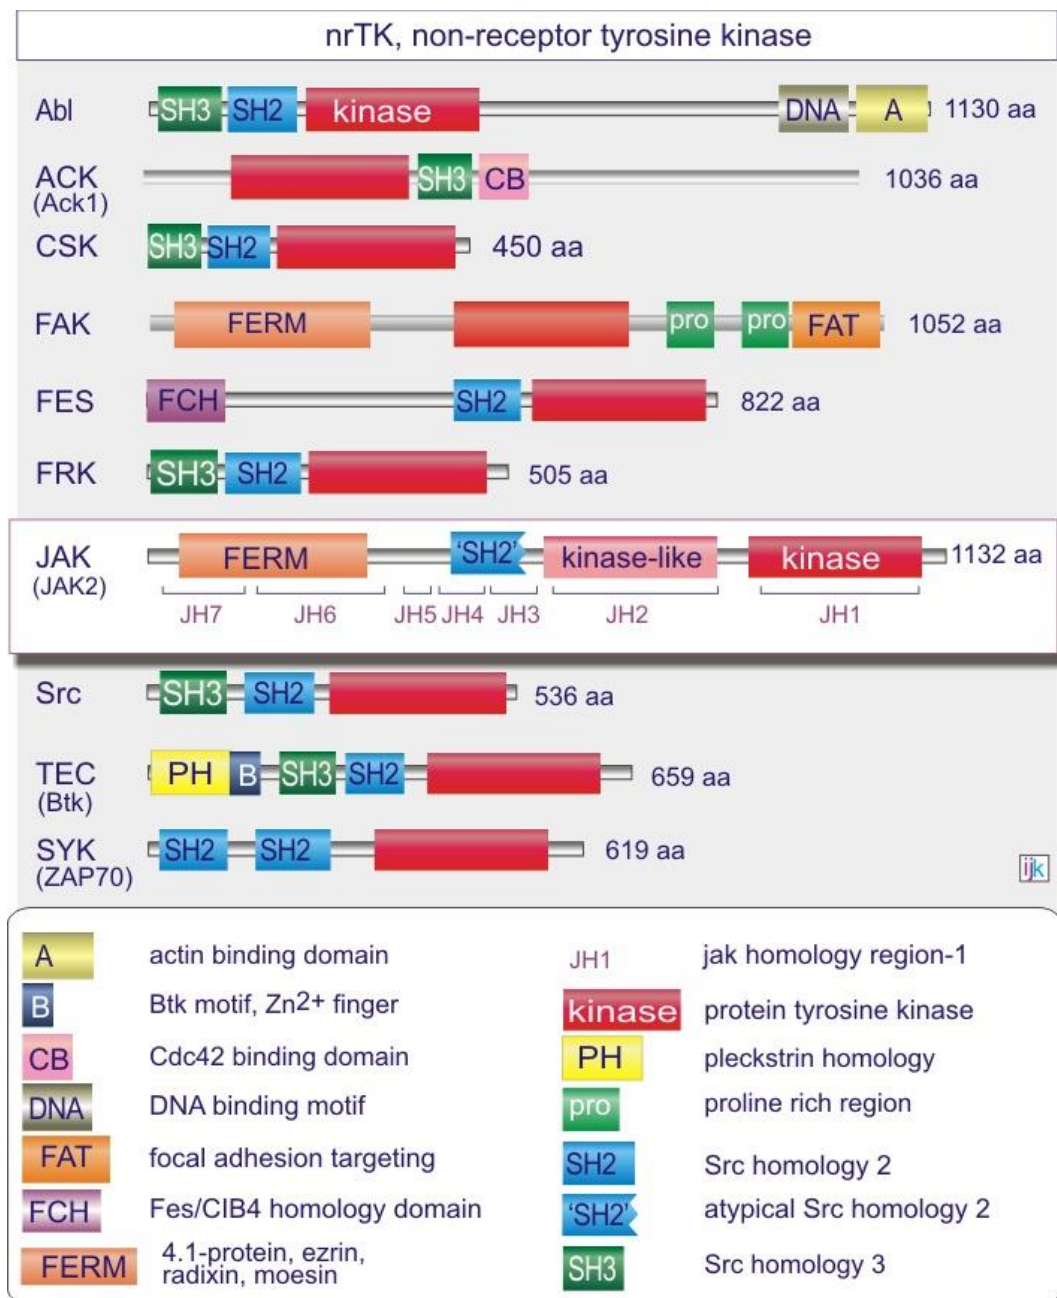 nrTK, non-receptor tyrosine kinase
Abl SH3 SH2 kinase DNA A 1130 aa
ACK SH3 CB 1036 aa
(Ack1)
CSK SH3 SH2 450 aa
FAK FERM pro pro FAT 1052 aa
FES FCH SH2 822 aa
FRK SH3 SH2 505 aa
JAK FERM 'SH2' kinase-like kinase 1132 aa
(JAK2)
JH7 JH6 JH5 JH4 JH3 JH2 JH1
Src SH3 SH2 536 aa
TEC PH B SH3 SH2 659 aa
(Btk)
SYK SH2 SH2 619 aa
(ZAP70)
ijk
A actin binding domain
B Btk motif, Zn2+ finger
CB Cdc42 binding domain
DNA DNA binding motif
FAT focal adhesion targeting
FCH Fes/CIB4 homology domain
FERM 4.1-protein, ezrin,
radixin, moesin
JH1 jak homology region-1
kinase protein tyrosine kinase
PH pleckstrin homology
pro proline rich region
SH2 Src homology 2
'SH2' atypical Src homology 2
SH3 Src homology 3